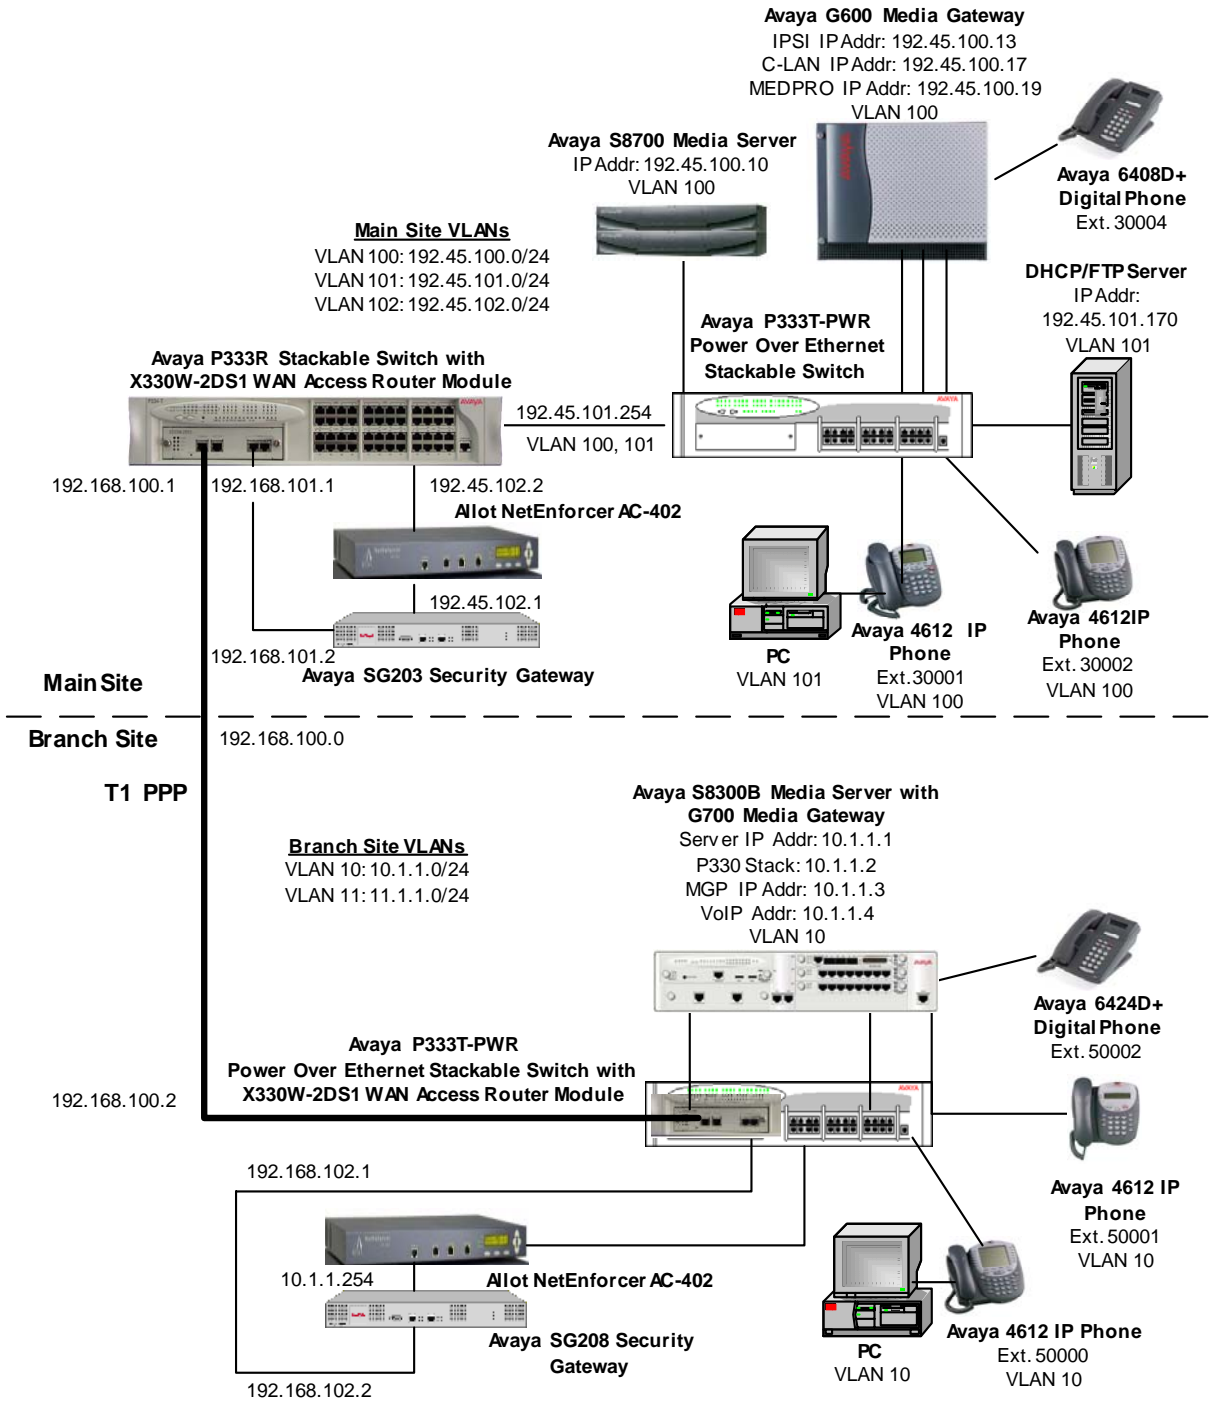 Avaya G600 Media Gateway
IPSI IP Addr: 192.45.100.13
C-LAN IP Addr: 192.45.100.17
MEDPRO IP Addr: 192.45.100.19
VLAN 100
Avaya S8700 Media Server
IP Addr: 192.45.100.10
VLAN 100
Avaya 6408D+
Digital Phone
Ext. 30004
Main Site VLANs
VLAN 100: 192.45.100.0/24
VLAN 101: 192.45.101.0/24
VLAN 102: 192.45.102.0/24
DHCP/FTP Server
IP Addr:
192.45.101.170
VLAN 101
Avaya P333T-PWR
Power Over Ethernet
Stackable Switch
Avaya P333R Stackable Switch with
X330W-2DS1 WAN Access Router Module
AVAYA
AVAYA
192.45.101.254
VLAN 100, 101
192.168.100.1
192.168.101.1
192.45.102.2
Allot NetEnforcer AC-402
192.45.102.1
192.168.101.2
Avaya SG203 Security Gateway
PC
VLAN 101
Avaya 4612 IP
Phone
Ext. 30001
VLAN 100
Avaya 4612IP
Phone
Ext. 30002
VLAN 100
Main Site
Branch Site
192.168.100.0
T1 PPP
Avaya S8300B Media Server with
G700 Media Gateway
Server IP Addr: 10.1.1.1
P330 Stack: 10.1.1.2
MGP IP Addr: 10.1.1.3
VoIP Addr: 10.1.1.4
VLAN 10
Branch Site VLANs
VLAN 10: 10.1.1.0/24
VLAN 11: 11.1.1.0/24
AVAYA
Avaya 6424D+
Digital Phone
Ext. 50002
Avaya P333T-PWR
Power Over Ethernet Stackable Switch with
X330W-2DS1 WAN Access Router Module
AVAYA
192.168.100.2
192.168.102.1
Avaya 4612 IP
Phone
Ext. 50001
VLAN 10
10.1.1.254
Allot NetEnforcer AC-402
Avaya SG208 Security
Gateway
192.168.102.2
PC
VLAN 10
Avaya 4612 IP Phone
Ext. 50000
VLAN 10